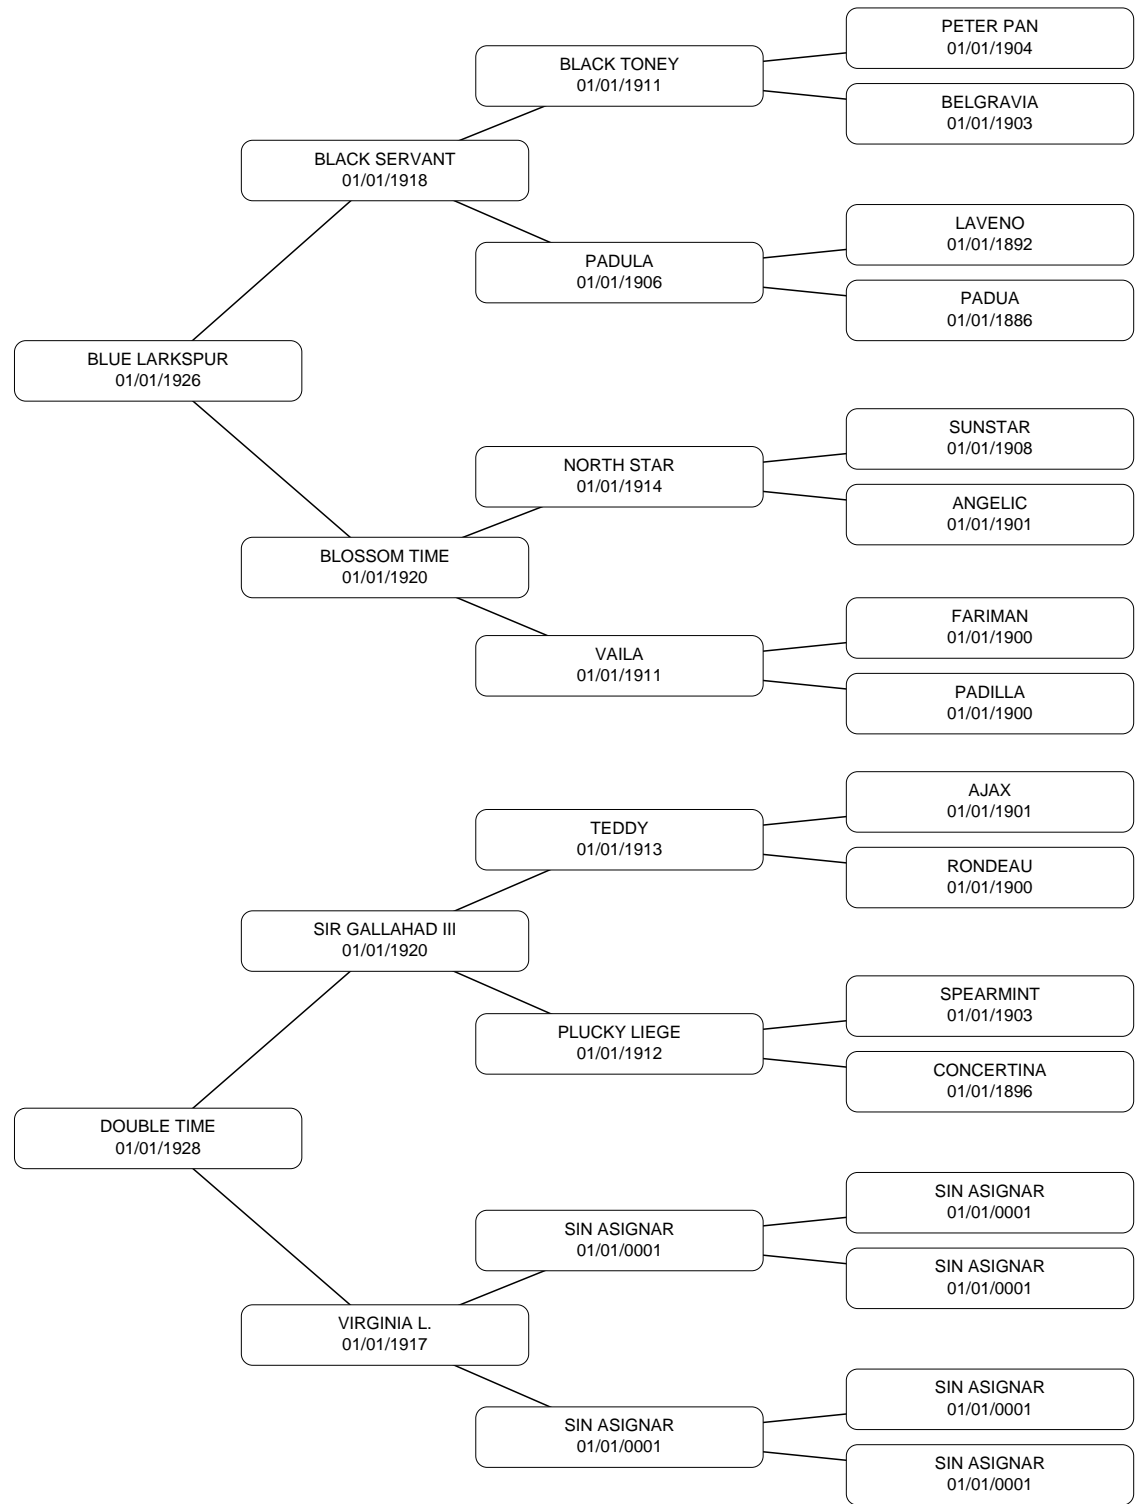 PETER PAN
01/01/1904
BLACK TONEY
01/01/1911
BELGRAVIA
01/01/1903
BLACK SERVANT
01/01/1918
LAVENO
01/01/1892
PADULA
01/01/1906
PADUA
01/01/1886
BLUE LARKSPUR
01/01/1926
SUNSTAR
01/01/1908
NORTH STAR
01/01/1914
ANGELIC
01/01/1901
BLOSSOM TIME
01/01/1920
FARIMAN
01/01/1900
VAILA
01/01/1911
PADILLA
01/01/1900
AJAX
01/01/1901
TEDDY
01/01/1913
RONDEAU
01/01/1900
SIR GALLAHAD III
01/01/1920
SPEARMINT
01/01/1903
PLUCKY LIEGE
01/01/1912
CONCERTINA
01/01/1896
DOUBLE TIME
01/01/1928
SIN ASIGNAR
01/01/0001
SIN ASIGNAR
01/01/0001
SIN ASIGNAR
01/01/0001
VIRGINIA L.
01/01/1917
SIN ASIGNAR
01/01/0001
SIN ASIGNAR
01/01/0001
SIN ASIGNAR
01/01/0001